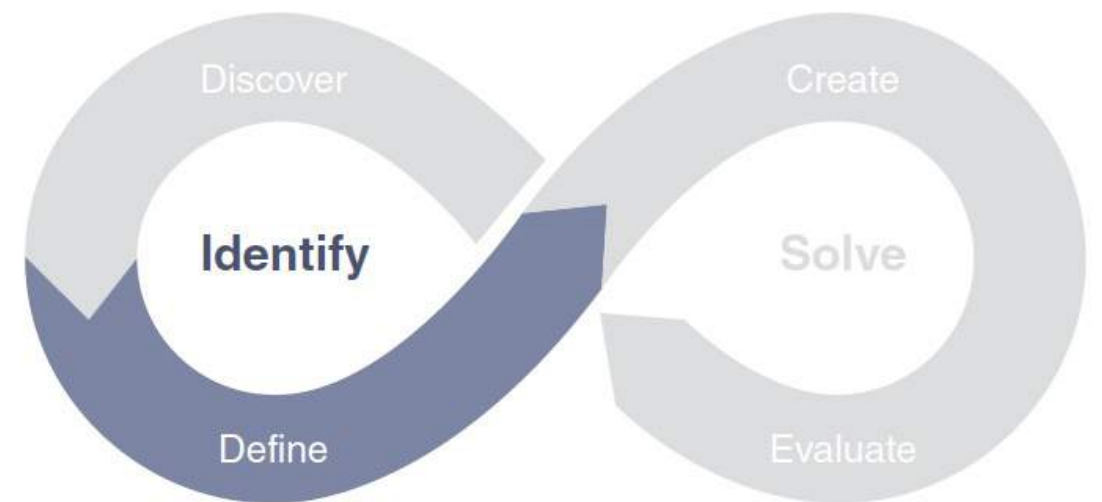 Discover
Create
Identify
Solve
Define
Evaluate